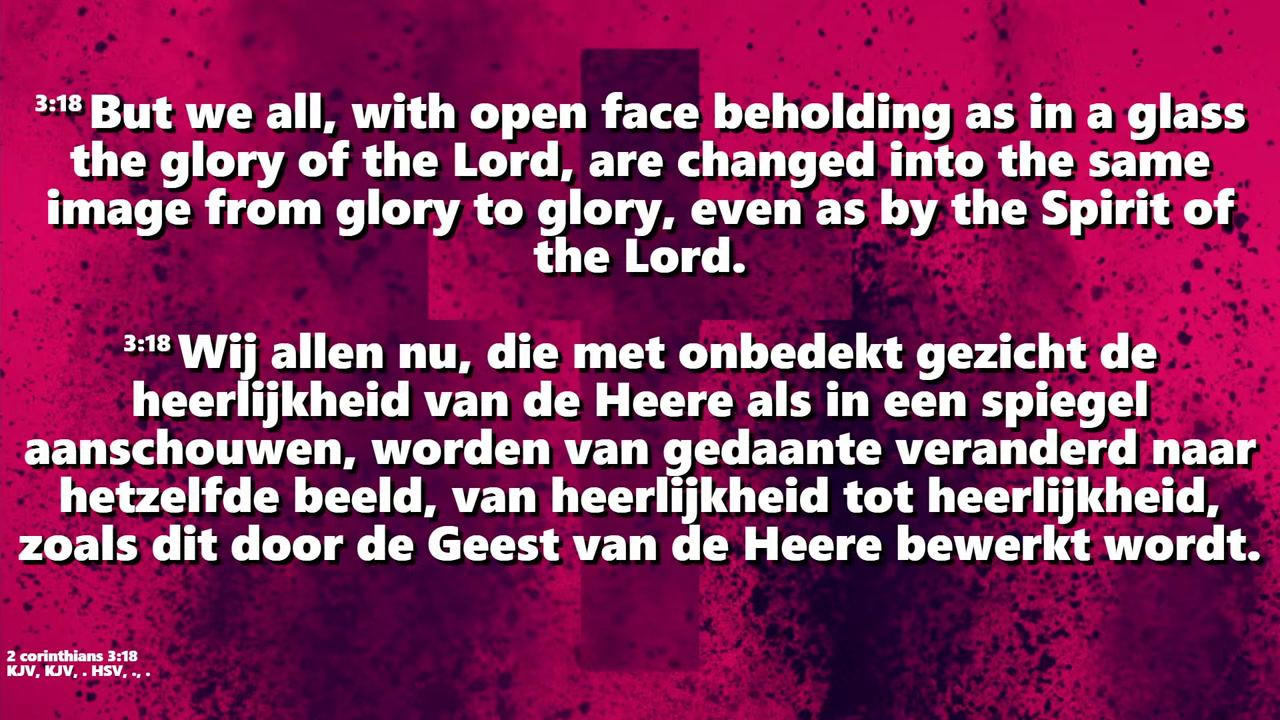 3:18 But we all, with open face beholding as in a glass
the glory of the Lord, are changed into the same
image from glory to glory, even as by the Spirit of
the Lord.
3:18 Wij allen nu, die met onbedekt gezicht de
heerlijkheid van de Heere als in een spiegel
aanschouwen, worden van gedaante veranderd naar
hetzelfde beeld, van heerlijkheid tot heerlijkheid,
zoals dit door de Geest van de Heere bewerkt wordt.
2 corinthians 3:18
KJV, KJV, . HSV, ., .